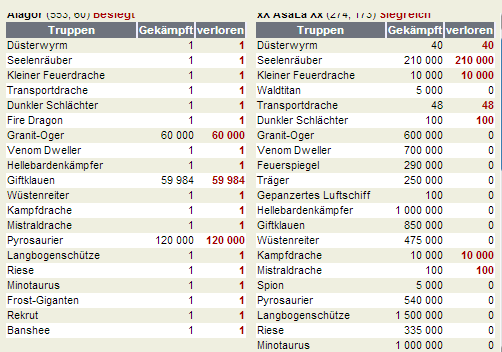 Alagor (553, 60) Besiegt
Truppen Gekämpft verloren
Düsterwyrm 1 1
Seelenräuber 1 1
Kleiner Feuerdrache 1 1
Transportdrache 1 1
Dunkler Schlächter 1 1
Fire Dragon 1 1
Granit-Oger 60 000 60 000
Venom Dweller 1 1
Hellebardenkämpfer 1 1
Giftklauen 59 984 59 984
Wüstenreiter 1 1
Kampfdrache 1 1
Mistraldrache 1 1
Pyrosaurier 120 000 120 000
Langbogenschütze 1 1
Riese 1 1
Minotaurus 1 1
Frost-Giganten 1 1
Rekrut 1 1
Banshee 1 1
xX AsaLa Xx (274, 173) Siegreich
Truppen Gekämpft verloren
Düsterwyrm 40 40
Seelenräuber 210 000 210 000
Kleiner Feuerdrache 10 000 10 000
Waldtitan 5 000 0
Transportdrache 48 48
Dunkler Schlächter 100 100
Granit-Oger 600 000 0
Venom Dweller 700 000 0
Feuerspiegel 290 000 0
Träger 250 000 0
Gepanzertes Luftschiff 100 0
Hellebardenkämpfer 1 000 000 0
Giftklauen 850 000 0
Wüstenreiter 475 000 0
Kampfdrache 10 000 10 000
Mistraldrache 100 100
Spion 5 000 0
Pyrosaurier 540 000 0
Langbogenschütze 1 500 000 0
Riese 335 000 0
Minotaurus 1 000 000 0